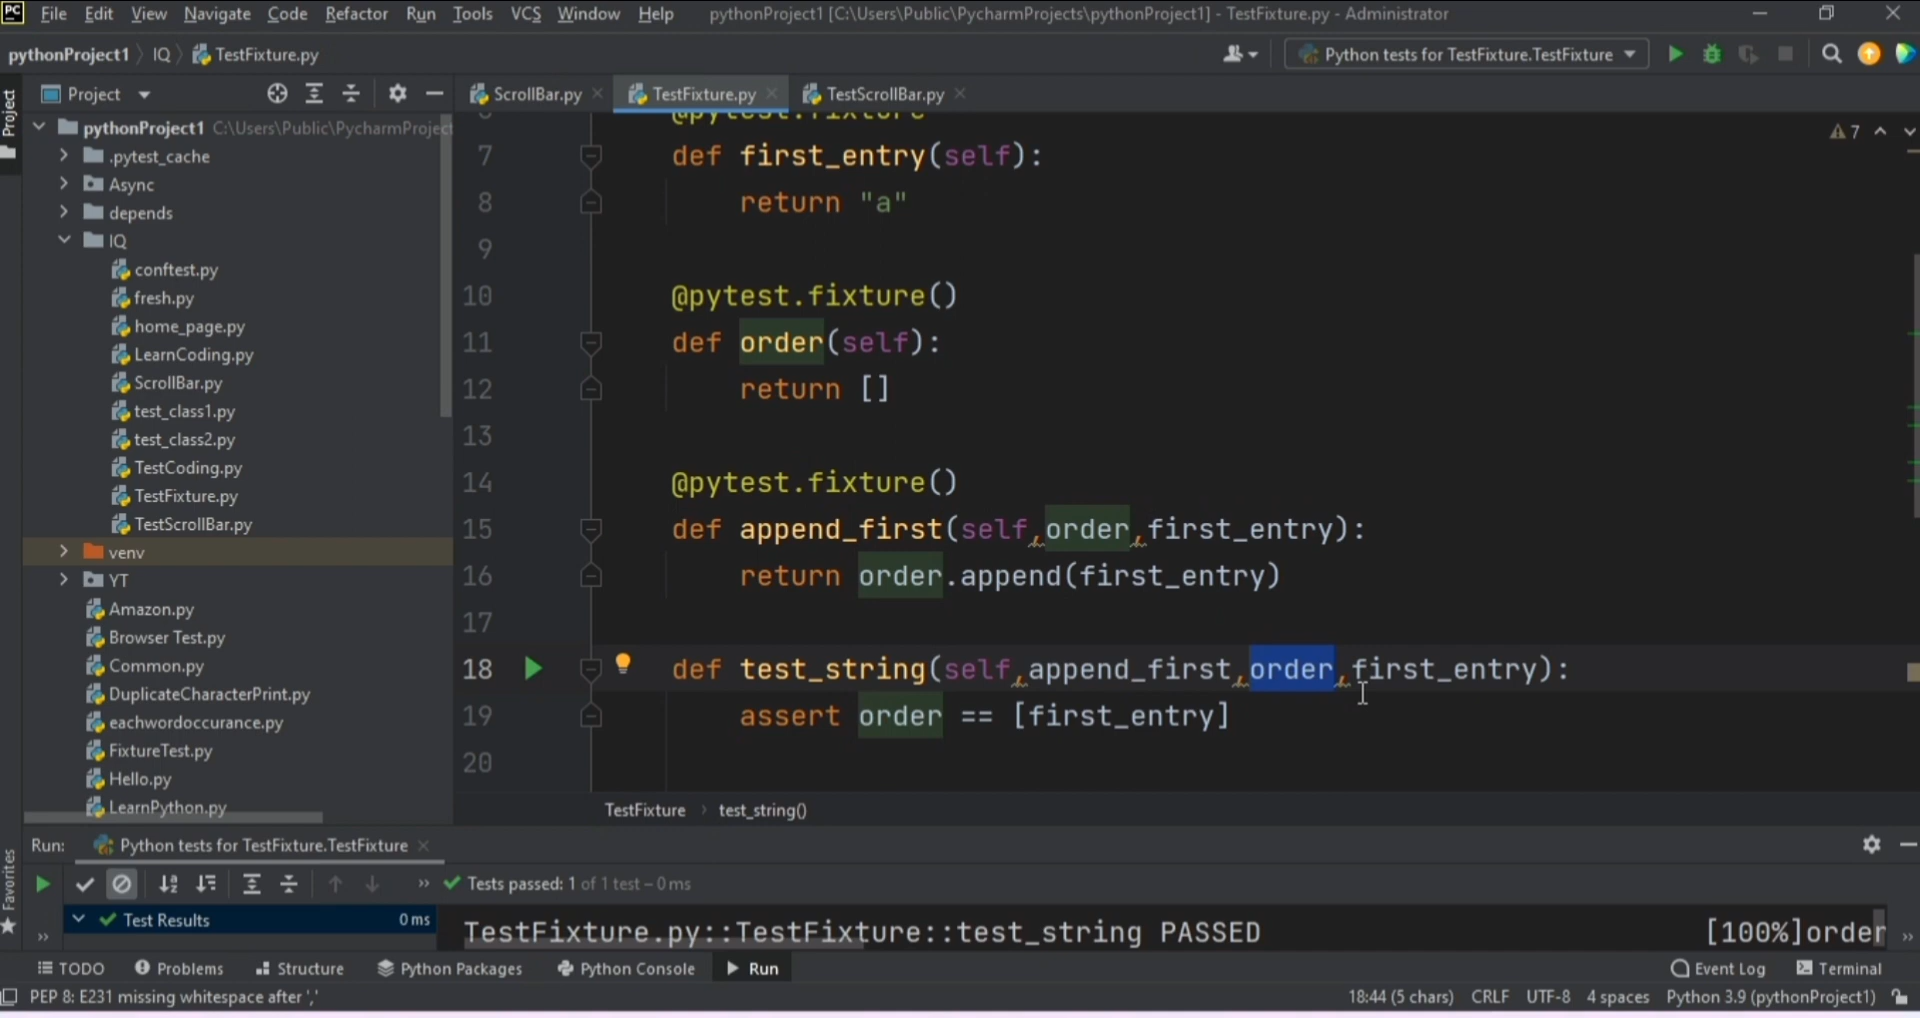 PC File Edit View Navigate Code Refactor Run Tools VCS Window Help pythonProject1 [C:\Users\Public\PycharmProjects\pythonProject1] - TestFixture.py - Administrator
pythonProject1 IQ TestFixture.py Python tests for TestFixture.TestFixture
Project
Project
ScrollBar.py TestFixture.py TestScrollBar.py
pythonProject1 C:\Users\Public\PycharmProject
.pytest_cache
Async
depends
IQ
conftest.py
fresh.py
home_page.py
LearnCoding.py
ScrollBar.py
test_class1.py
test_class2.py
TestCoding.py
TestFixture.py
TestScrollBar.py
venv
YT
Amazon.py
Browser Test.py
Common.py
DuplicateCharacterPrint.py
eachwordoccurance.py
FixtureTest.py
Hello.py
LearnPython.py
7
@pytest.fixture
7 def first_entry(self):
8 return "a"
9
10 @pytest.fixture()
11 def order(self):
12 return []
13
14 @pytest.fixture()
15 def append_first(self,order,first_entry):
16 return order.append(first_entry)
17
18 def test_string(self,append_first,order,first_entry):
19 assert order == [first_entry]
20
TestFixture test_string()
Run: Python tests for TestFixture.TestFixture
Favorites
» Tests passed: 1 of 1 test – 0 ms
Test Results 0 ms
TestFixture.py::TestFixture::test_string PASSED [100%]order
TODO Problems Structure Python Packages Python Console Run Event Log Terminal
PEP 8: E231 missing whitespace after ',' 18:44 (5 chars) CRLF UTF-8 4 spaces Python 3.9 (pythonProject1)